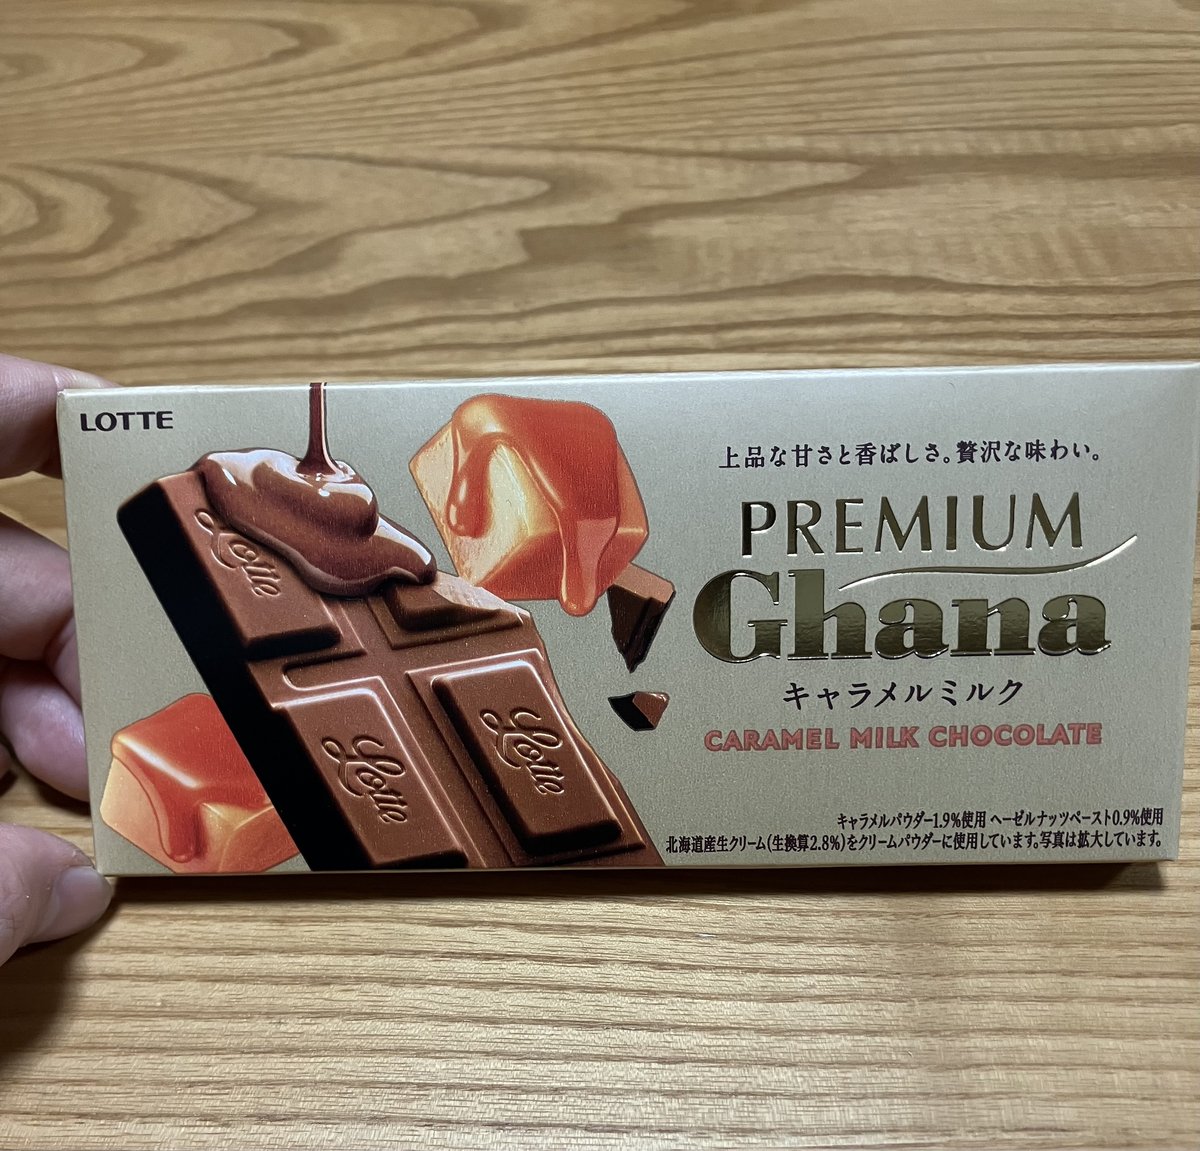 LOTTE
上品な甘さと香ばしさ。贅沢な味わい。
PREMIUM
Ghana
キャラメルミルク
CARAMEL MILK CHOCOLATE
キャラメルパウダー1.9%使用 ヘーゼルナッツペースト0.9%使用
北海道産生クリーム(生換算2.8%)をクリームパウダーに使用しています。写真は拡大しています。
Lotte
Lotte
Lotte